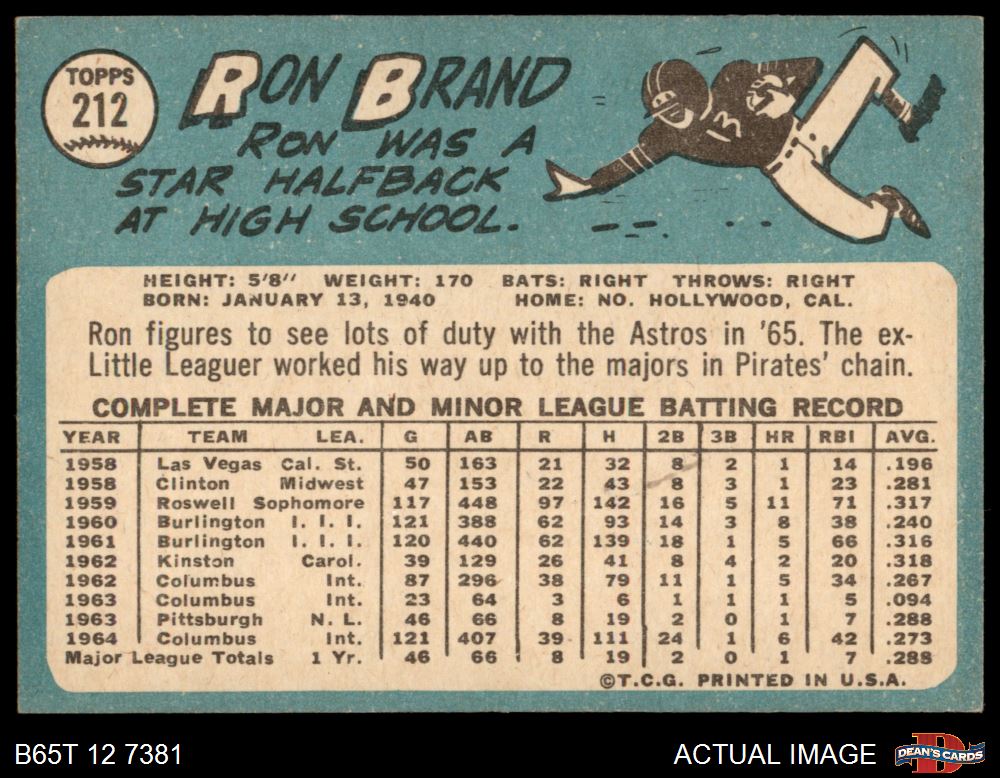 TOPPS
212
RON BRAND
RON WAS A
STAR HALFBACK
AT HIGH SCHOOL.
13
HEIGHT: 5'8" WEIGHT: 170 BATS: RIGHT THROWS: RIGHT
BORN: JANUARY 13, 1940 HOME: NO. HOLLYWOOD, CAL.
Ron figures to see lots of duty with the Astros in '65. The ex-
Little Leaguer worked his way up to the majors in Pirates' chain.
COMPLETE MAJOR AND MINOR LEAGUE BATTING RECORD
YEAR TEAM LEA. G AB R H 2B 3B HR RBI AVG.
1958 Las Vegas Cal. St. 50 163 21 32 8 2 1 14 .196
1958 Clinton Midwest 47 153 22 43 8 3 1 23 .281
1959 Roswell Sophomore 117 448 97 142 16 5 11 71 .317
1960 Burlington I. I. I. 121 388 62 93 14 3 8 38 .240
1961 Burlington I. I. I. 120 440 62 139 18 1 5 66 .316
1962 Kinston Carol. 39 129 26 41 8 4 2 20 .318
1962 Columbus Int. 87 296 38 79 11 1 5 34 .267
1963 Columbus Int. 23 64 3 6 1 1 1 5 .094
1963 Pittsburgh N. L. 46 66 8 19 2 0 1 7 .288
1964 Columbus Int. 121 407 39 111 24 1 6 42 .273
Major League Totals 1 Yr. 46 66 8 19 2 0 1 7 .288
©T.C.G. PRINTED IN U.S.A.
B65T 12 7381
ACTUAL IMAGE
D
DEAN'S CARDS